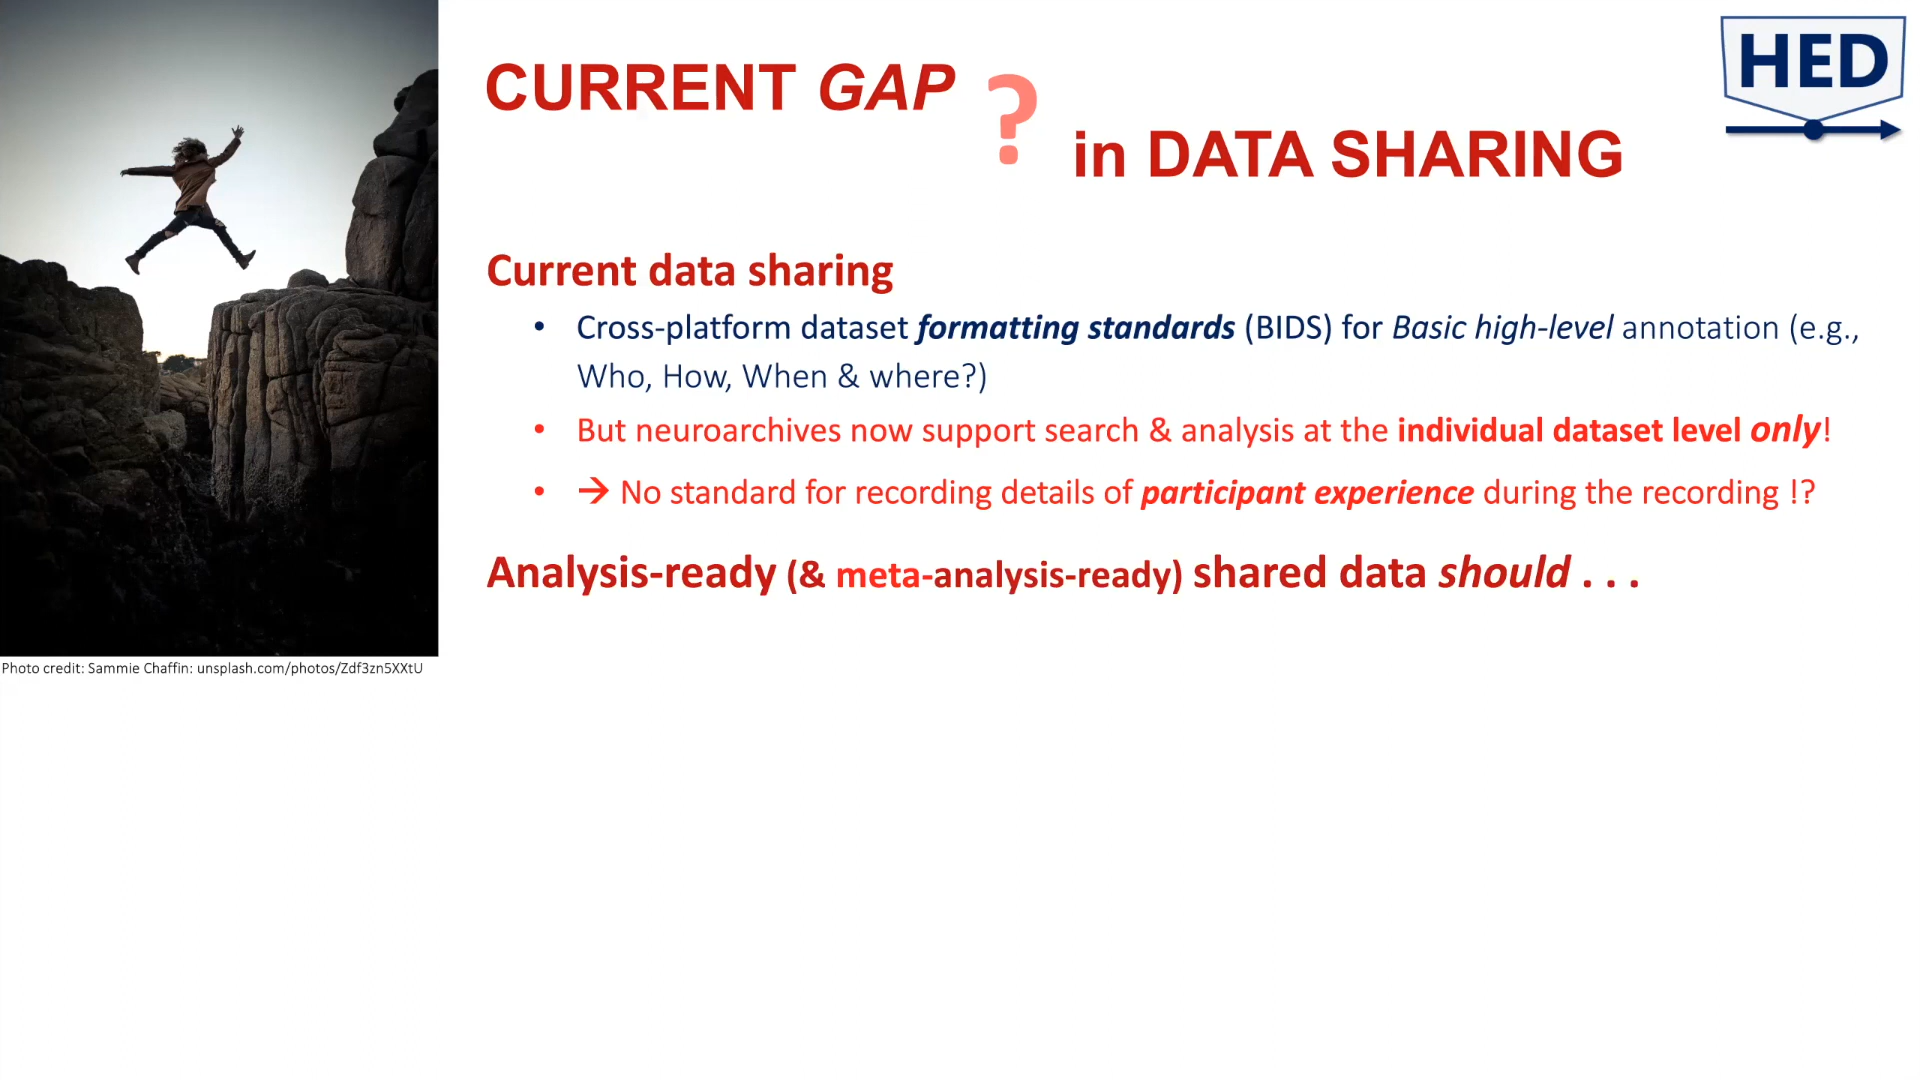 CURRENT GAP
?
in DATA SHARING
HED
Current data sharing
• Cross-platform dataset formatting standards (BIDS) for Basic high-level annotation (e.g.,
Who, How, When & where?)
• But neuroarchives now support search & analysis at the individual dataset level only!
• → No standard for recording details of participant experience during the recording !?
Analysis-ready (& meta-analysis-ready) shared data should . . .
Photo credit: Sammie Chaffin: unsplash.com/photos/Zdf3zn5XXtU